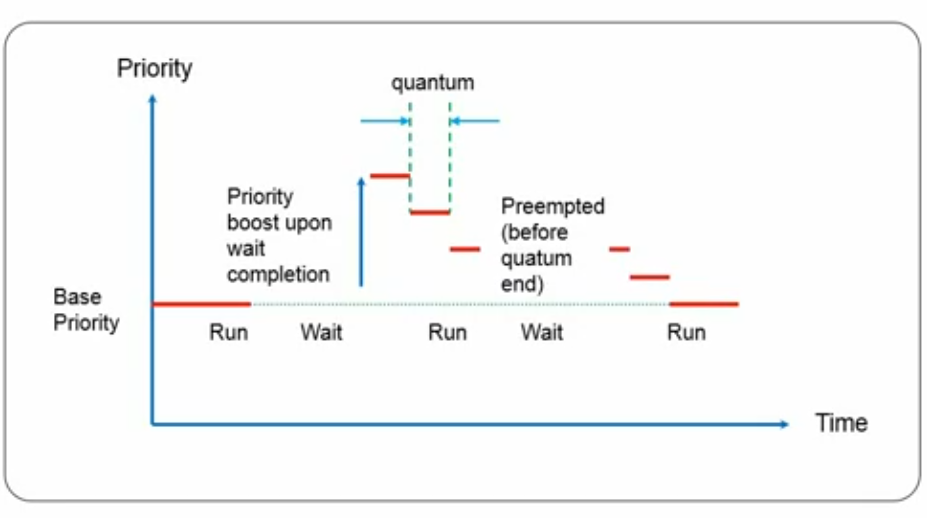 Priority
quantum
Priority
boost upon
wait
completion
Preempted
(before
quatum
end)
Base
Priority
Run
Wait
Run
Wait
Run
Time